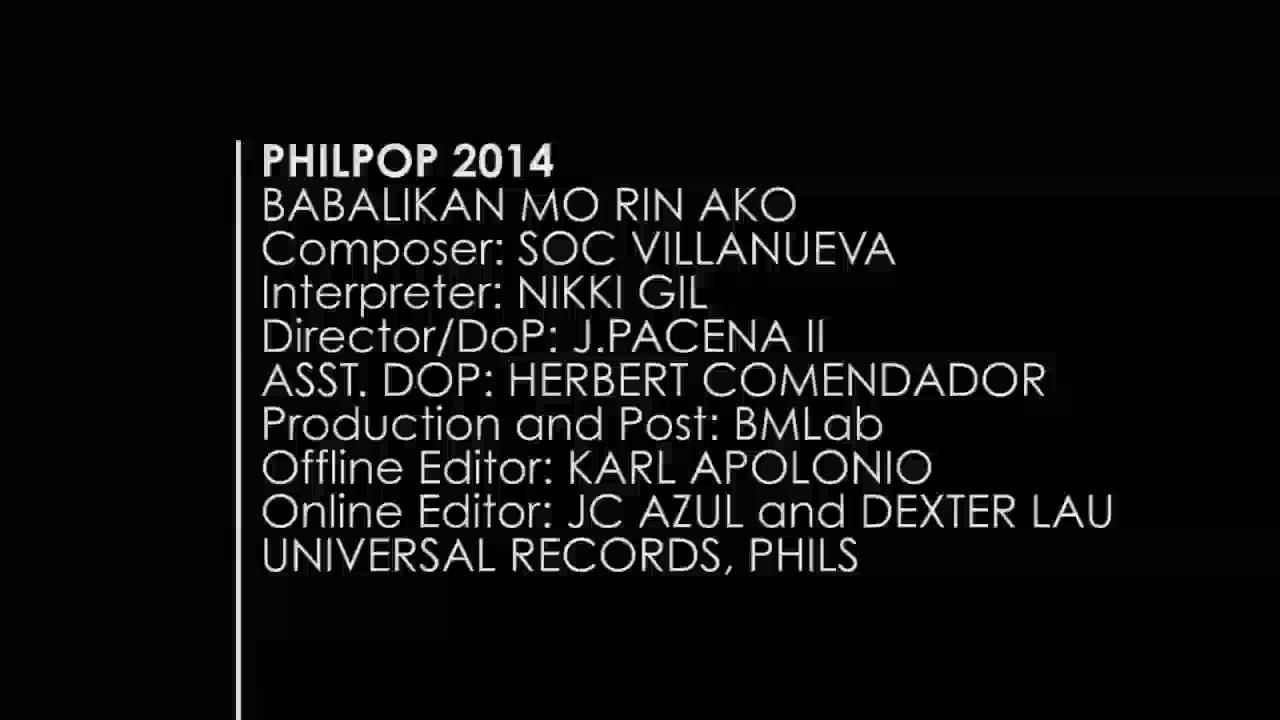 PHILPOP 2014
BABALIKAN MO RIN AKO
Composer: SOC VILLANUEVA
Interpreter: NIKKI GIL
Director/DoP: J.PACENA II
ASST. DOP: HERBERT COMENDADOR
Production and Post: BMLab
Offline Editor: KARL APOLONIO
Online Editor: JC AZUL and DEXTER LAU
UNIVERSAL RECORDS, PHILS